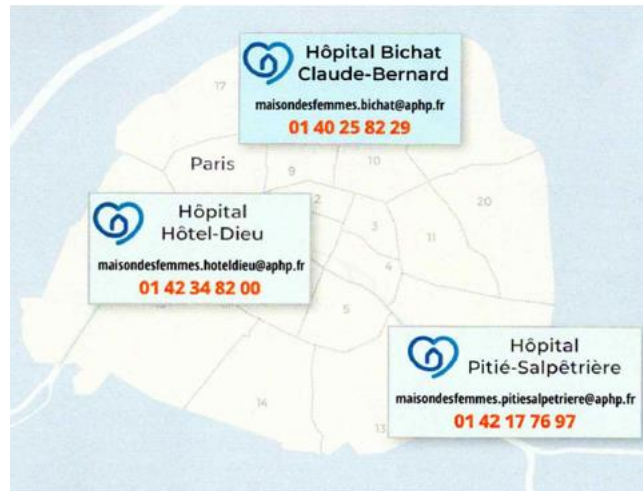 Hôpital Bichat
Claude-Bernard
maisondesfemmes.bichat@aphp.fr
01 40 25 82 29
17
Paris
9
10
2
20
3
11
4
Hôpital
Hôtel-Dieu
maisondesfemmes.hoteldieu@aphp.fr
01 42 34 82 00
5
14
13
Hôpital
Pitié-Salpêtrière
maisondesfemmes.pitiesalpetriere@aphp.fr
01 42 17 76 97